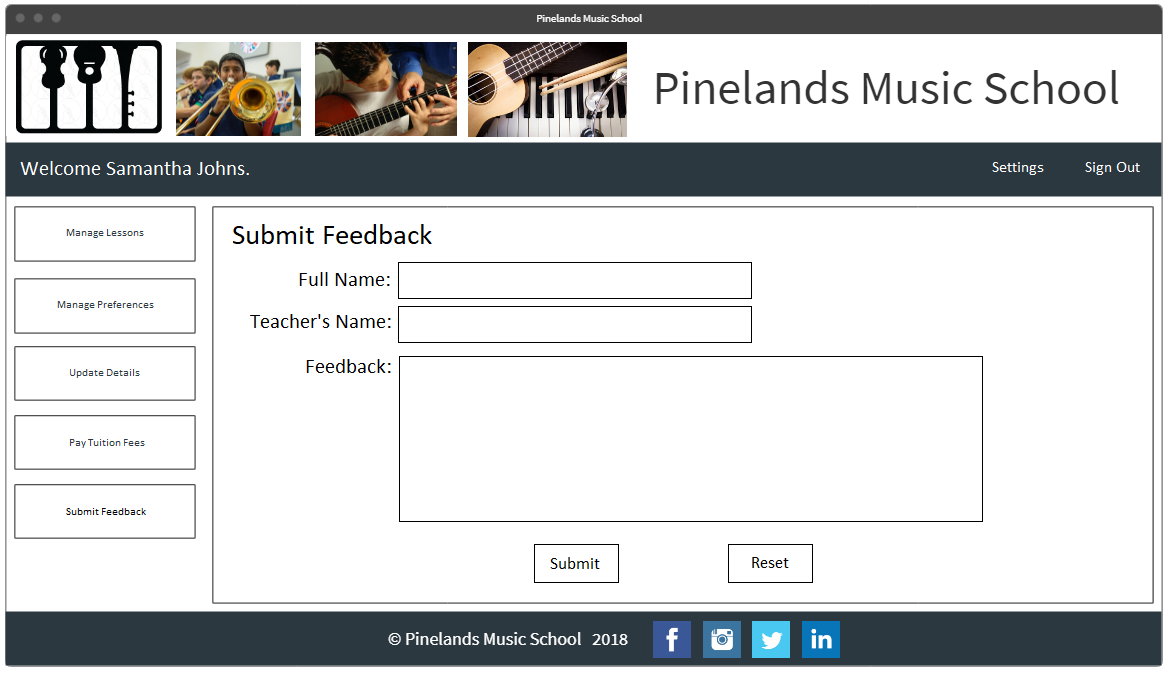 Pinelands Music School
Pinelands Music School
Welcome Samantha Johns.
Settings
Sign Out
Manage Lessons
Manage Preferences
Update Details
Pay Tuition Fees
Submit Feedback
Submit Feedback
Full Name:
Teacher's Name:
Feedback:
Submit
Reset
© Pinelands Music School 2018